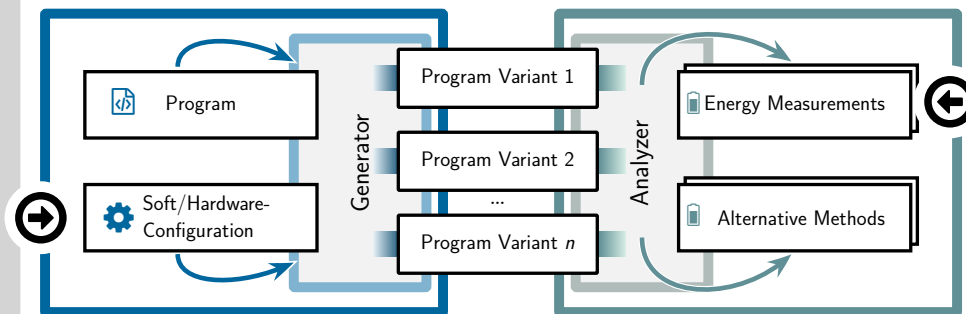 Program
Soft/Hardware-
Configuration
Generator
Program Variant 1
Program Variant 2
...
Program Variant n
Analyzer
Energy Measurements
Alternative Methods